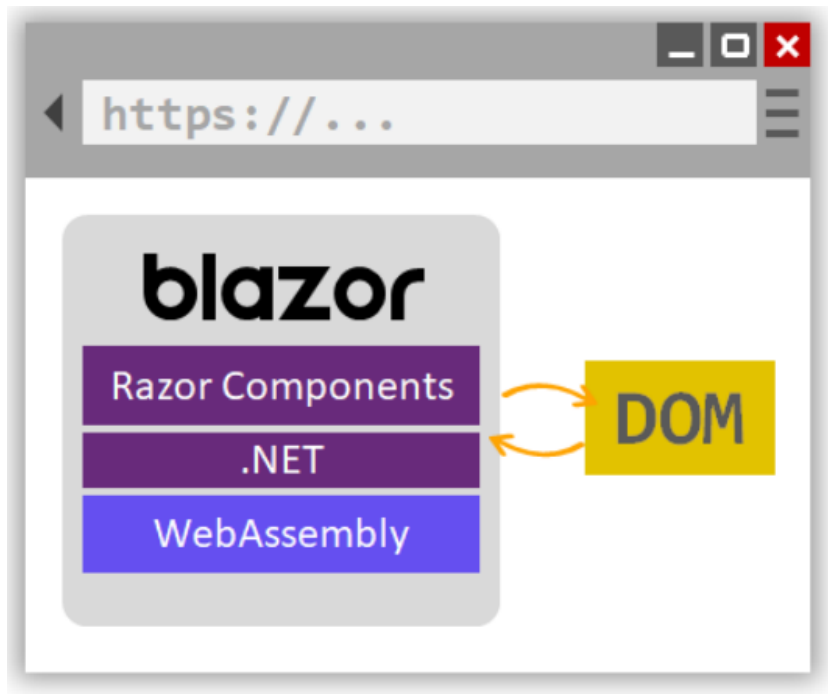 https://...
blazor
Razor Components
DOM
.NET
WebAssembly